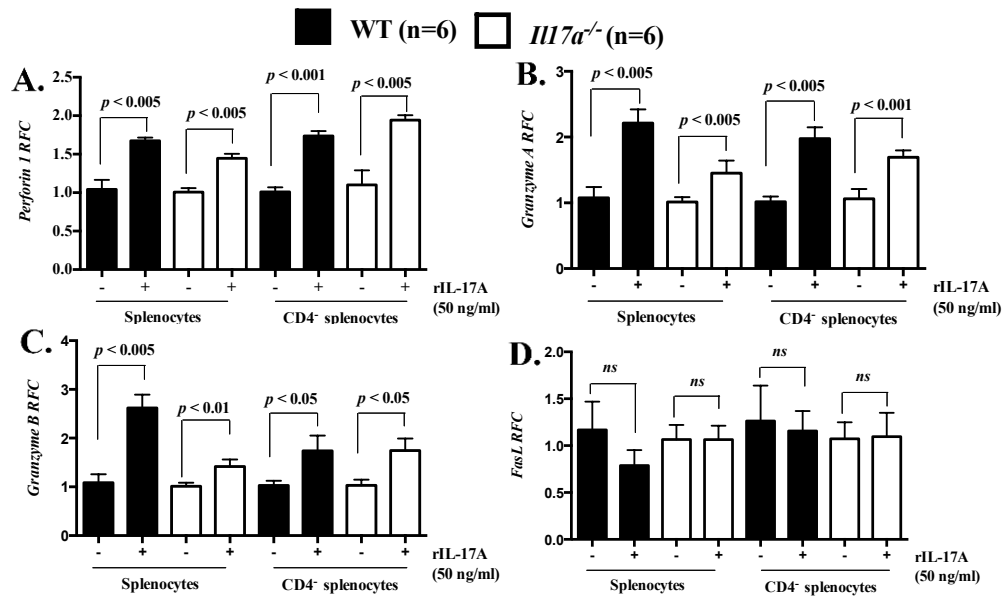 WT (n=6) Il17a-/- (n=6)
A.
Perforin 1 RFC
2.5
2.0
1.5
1.0
0.5
0.0
p < 0.005
p < 0.005
p < 0.001
p < 0.005
- + - + - + - +
rIL-17A
(50 ng/ml)
Splenocytes
CD4- splenocytes
B.
Granzyme A RFC
3
2
1
0
p < 0.005
p < 0.005
p < 0.005
p < 0.001
- + - + - + - +
rIL-17A
(50 ng/ml)
Splenocytes
CD4- splenocytes
C.
Granzyme B RFC
4
3
2
1
0
p < 0.005
p < 0.01
p < 0.05
p < 0.05
- + - + - + - +
rIL-17A
(50 ng/ml)
Splenocytes
CD4- splenocytes
D.
FasL RFC
2.0
1.5
1.0
0.5
0.0
ns
ns
ns
ns
- + - + - + - +
rIL-17A
(50 ng/ml)
Splenocytes
CD4- splenocytes